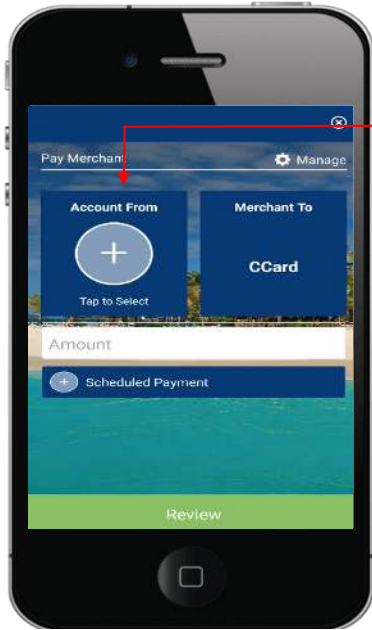 Pay Merchant
Manage
Account From
Merchant To
CCard
Tap to Select
Amount
Scheduled Payment
Review